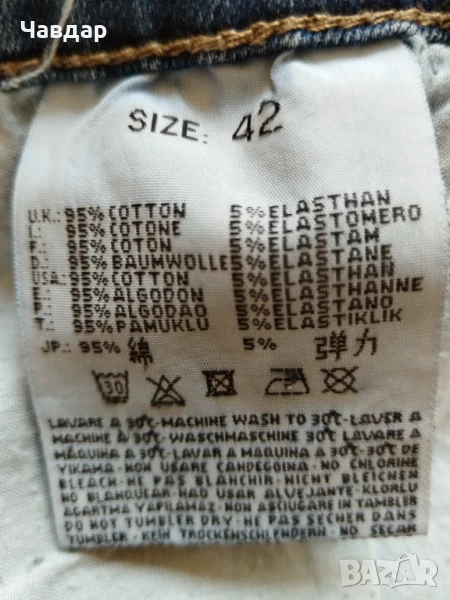 Чавдар
SIZE: 42
U.K.: 95% COTTON 5% ELASTHAN
I.: 95% COTONE 5% ELASTOMERO
F.: 95% COTON 5% ELASTAM
D.: 95% BAUMWOLLE 5% ELASTANE
USA: 95% COTTON 5% ELASTHAN
E.: 95% ALGODON 5% ELASTHANNE
P.: 95% ALGODAO 5% ELASTANO
T.: 95% PAMUKLU 5% ELASTIKLIK
JP.: 95% 綿 5% 弹力
30
LAVARE A 30℃-MACHINE WASH TO 30℃-LAVER A
MACHINE A 30℃-WASCHMASCHINE 30℃ LAVARE A
MAQUINA A 30℃-LAVAR A MAQUINA A 30℃-30℃ DE
YIKAMA-NON USARE CANDEGGINA-NO CHLORINE
BLEACH-NE PAS BLANCHIR-NICHT BLEICHEN
NO BLANQUEAR-NAO USAR ALVEJANTE-KLORLU
AGARTMA YAPILAMAZ-NON ASCIUGARE IN TAMBLER
DO NOT TUMBLER DRY-NE PAS SECHER DANS
TUMBLER-KEIN TROCKENSCHLENDERN-NO SECAR
BAZAR